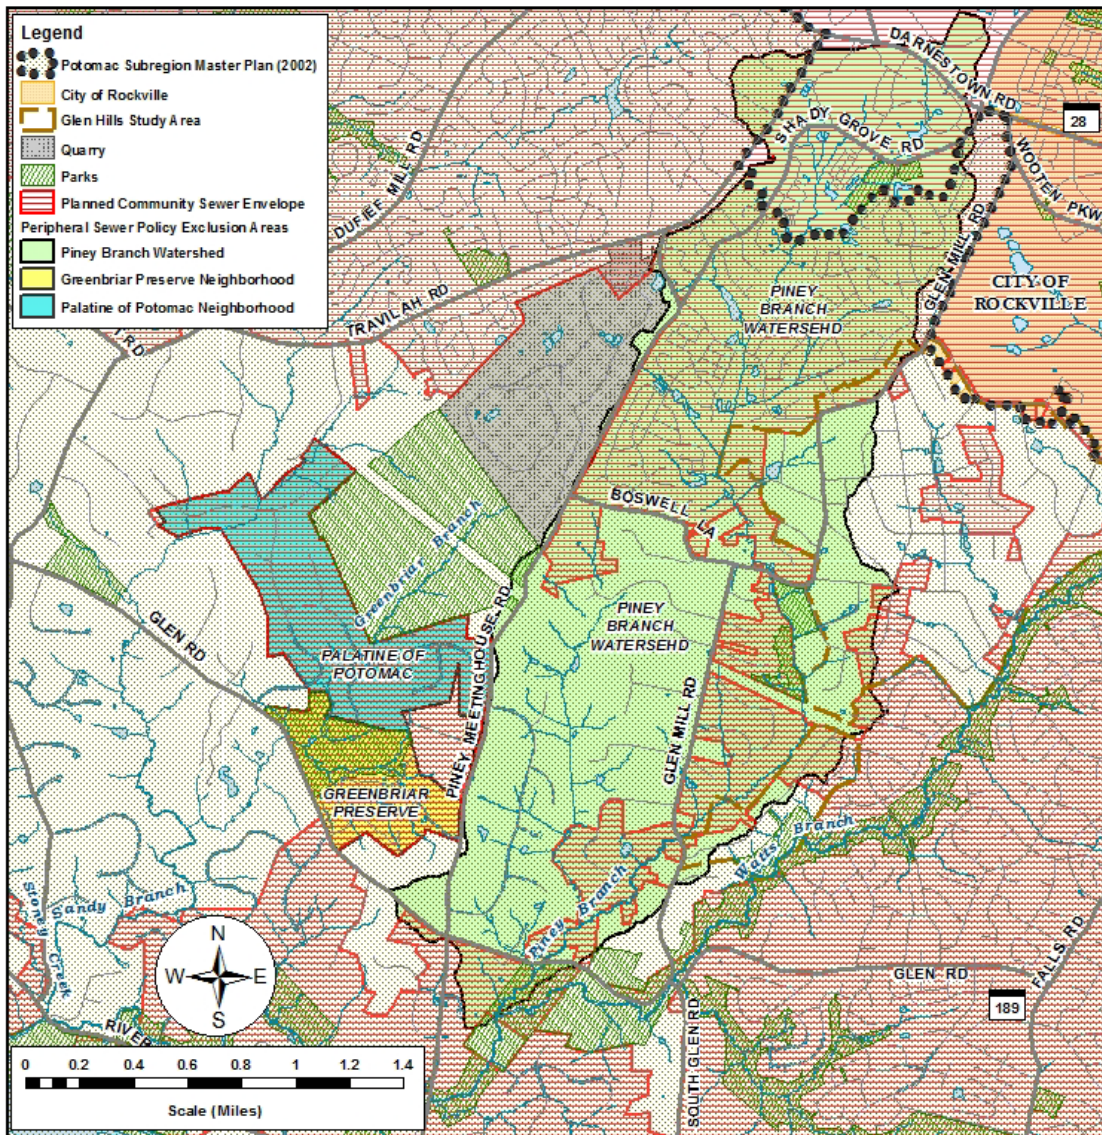 Legend
Potomac Subregion Master Plan (2002)
City of Rockville
Glen Hills Study Area
Quarry
Parks
Planned Community Sewer Envelope
Peripheral Sewer Policy Exclusion Areas
Piney Branch Watershed
Greenbriar Preserve Neighborhood
Palatine of Potomac Neighborhood
DARNESTOWN RD
28
SHADY GROVE RD
WOOTEN PKW
DUFIEF MILL RD
GLEN MILL RD
CITY OF
ROCKVILLE
TRAVILAH RD
PINEY
BRANCH
WATERSEHD
RD
BOSWELL LA
Greenbriar Branch
GLEN RD
PINEY
BRANCH
WATERSEHD
PALATINE OF
POTOMAC
PINEY MEETINGHOUSE RD
GLEN MILL RD
GREENBRIAR
PRESERVE
Watts Branch
Piney Branch
Sandy Branch
Stoney Creek
N
W E
S
GLEN RD
FALLS RD
189
RIVER
SOUTH GLEN RD
0 0.2 0.4 0.6 0.8 1 1.2 1.4
Scale (Miles)